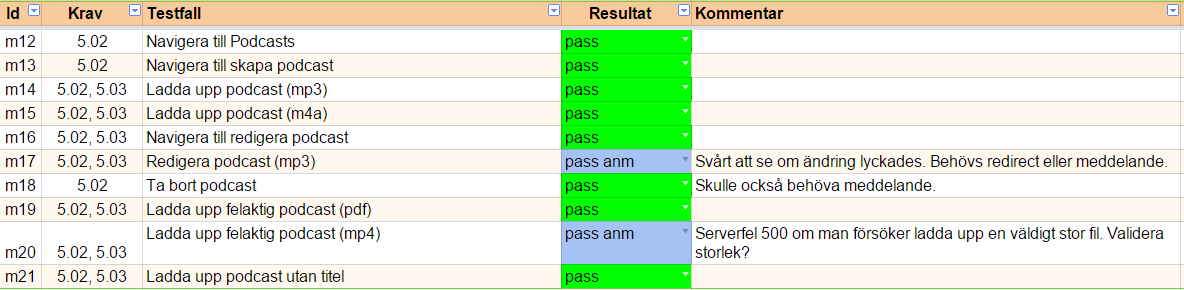 Id Krav Testfall Resultat Kommentar
m12 5.02 Navigera till Podcasts pass
m13 5.02 Navigera till skapa podcast pass
m14 5.02, 5.03 Ladda upp podcast (mp3) pass
m15 5.02, 5.03 Ladda upp podcast (m4a) pass
m16 5.02, 5.03 Navigera till redigera podcast pass
m17 5.02, 5.03 Redigera podcast (mp3) pass anm Svårt att se om ändring lyckades. Behövs redirect eller meddelande.
m18 5.02 Ta bort podcast pass Skulle också behöva meddelande.
m19 5.02, 5.03 Ladda upp felaktig podcast (pdf) pass
Ladda upp felaktig podcast (mp4) pass anm Serverfel 500 om man försöker ladda upp en väldigt stor fil. Validera
m20 5.02, 5.03 storlek?
m21 5.02, 5.03 Ladda upp podcast utan titel pass